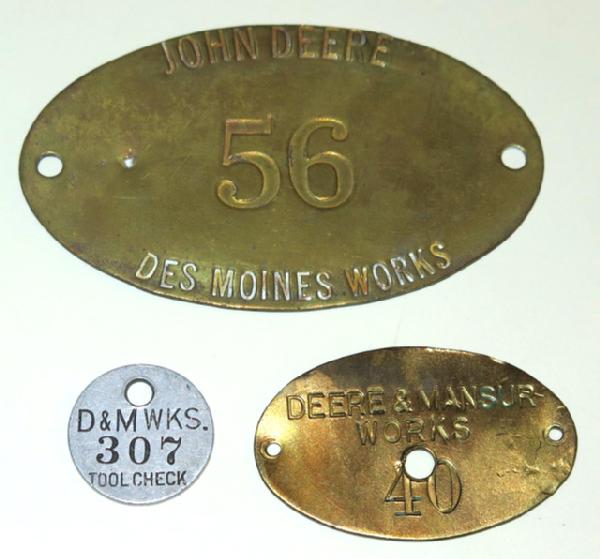 JOHN DEERE
56
DES MOINES WORKS
D&M WKS.
307
TOOL CHECK
DEERE & MANSUR-
WORKS
40